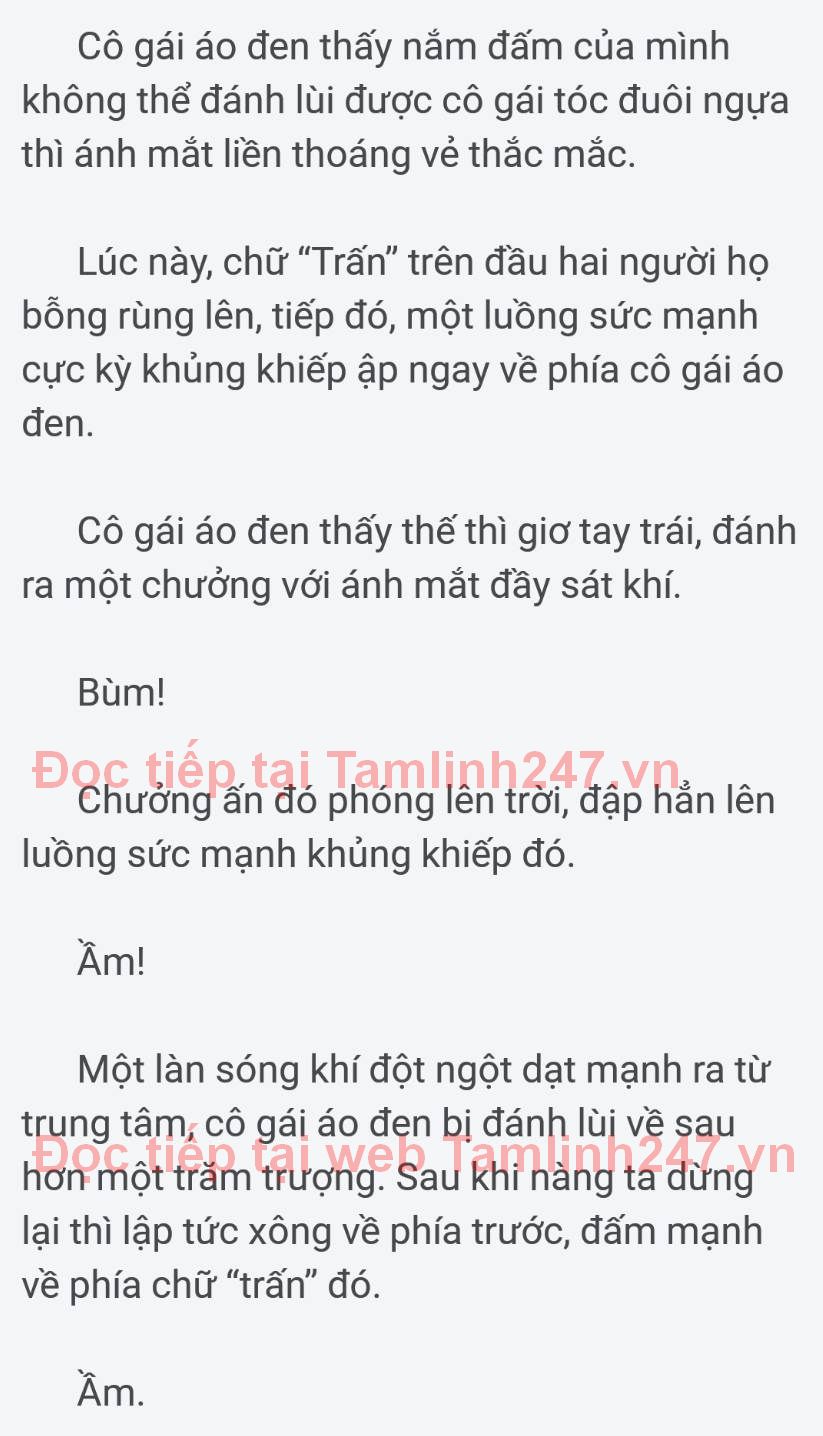 Cô gái áo đen thấy nắm đấm của mình
không thể đánh lùi được cô gái tóc đuôi ngựa
thì ánh mắt liền thoáng vẻ thắc mắc.
Lúc này, chữ “Trấn” trên đầu hai người họ
bỗng rùng lên, tiếp đó, một luồng sức mạnh
cực kỳ khủng khiếp ập ngay về phía cô gái áo
đen.
Cô gái áo đen thấy thế thì giơ tay trái, đánh
ra một chưởng với ánh mắt đầy sát khí.
Bùm!
Đọc tiếp tại Tamlinh247.vn
Chưởng ấn đó phóng lên trời, đập hẳn lên
luồng sức mạnh khủng khiếp đó.
Ầm!
Một làn sóng khí đột ngột dạt mạnh ra từ
trung tâm, cô gái áo đen bị đánh lùi về sau
Đọc tiếp tại web Tamlinh247.vn
hơn một trăm trượng. Sau khi nàng ta dừng
lại thì lập tức xông về phía trước, đấm mạnh
về phía chữ “trấn” đó.
Ầm.